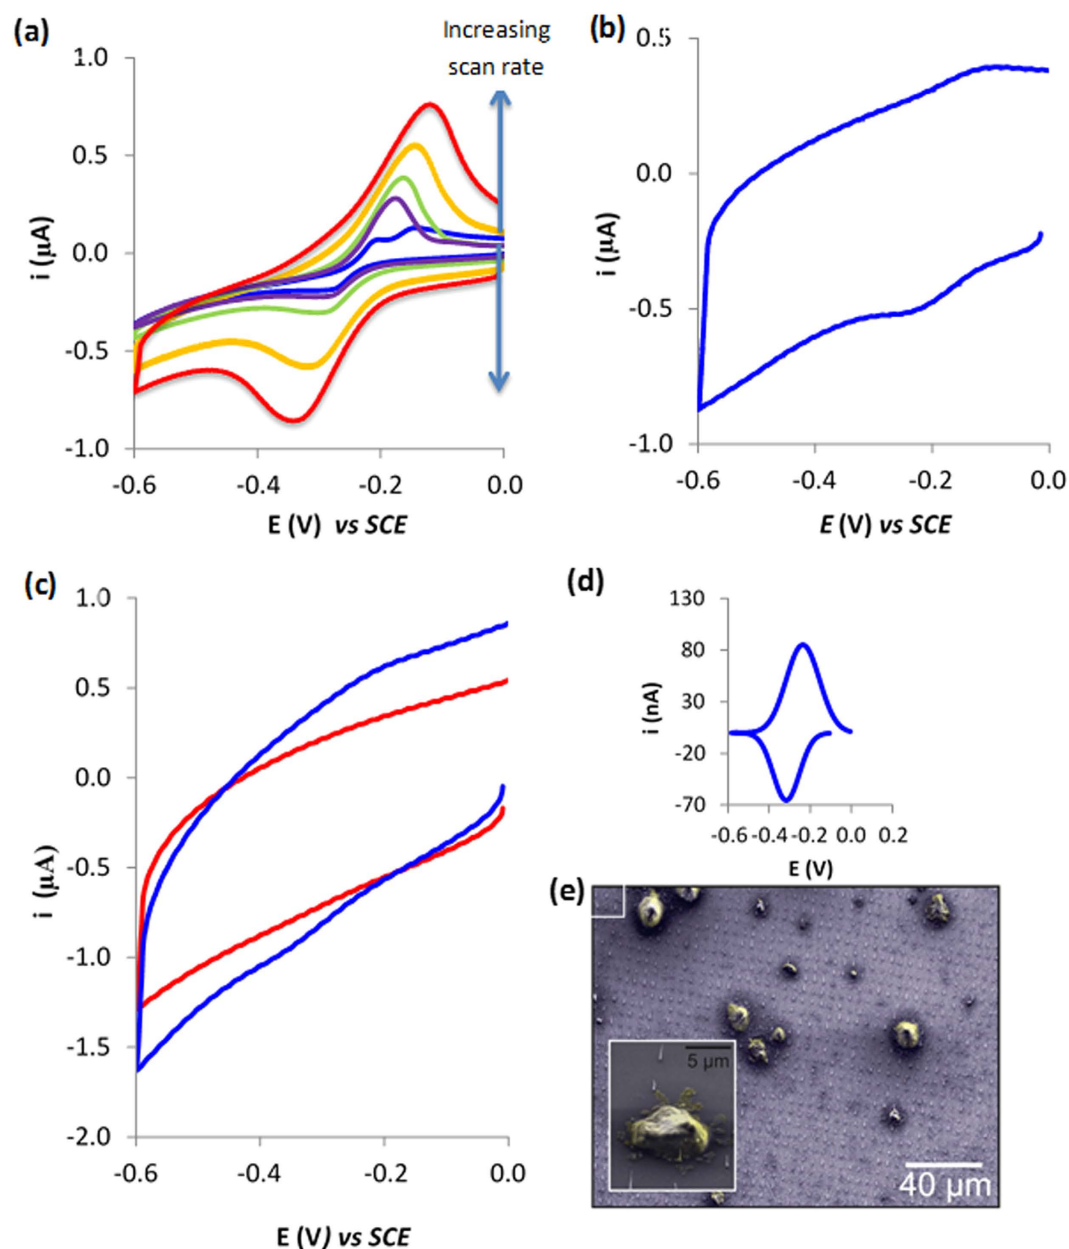 (a)
Increasing
scan rate
1.0
0.5
0.0
-0.5
-1.0
i (µA)
-0.6 -0.4 -0.2 0.0
E (V) vs SCE
(b)
0.5
0.0
-0.5
-1.0
i (µA)
-0.6 -0.4 -0.2 0.0
E (V) vs SCE
(c)
1.0
0.5
0.0
-0.5
-1.0
-1.5
-2.0
i (µA)
-0.6 -0.4 -0.2 0.0
E (V) vs SCE
(d)
130
80
30
-20
-70
i (nA)
-0.6 -0.4 -0.2 0.0 0.2
E (V)
(e)
5 µm
40 µm